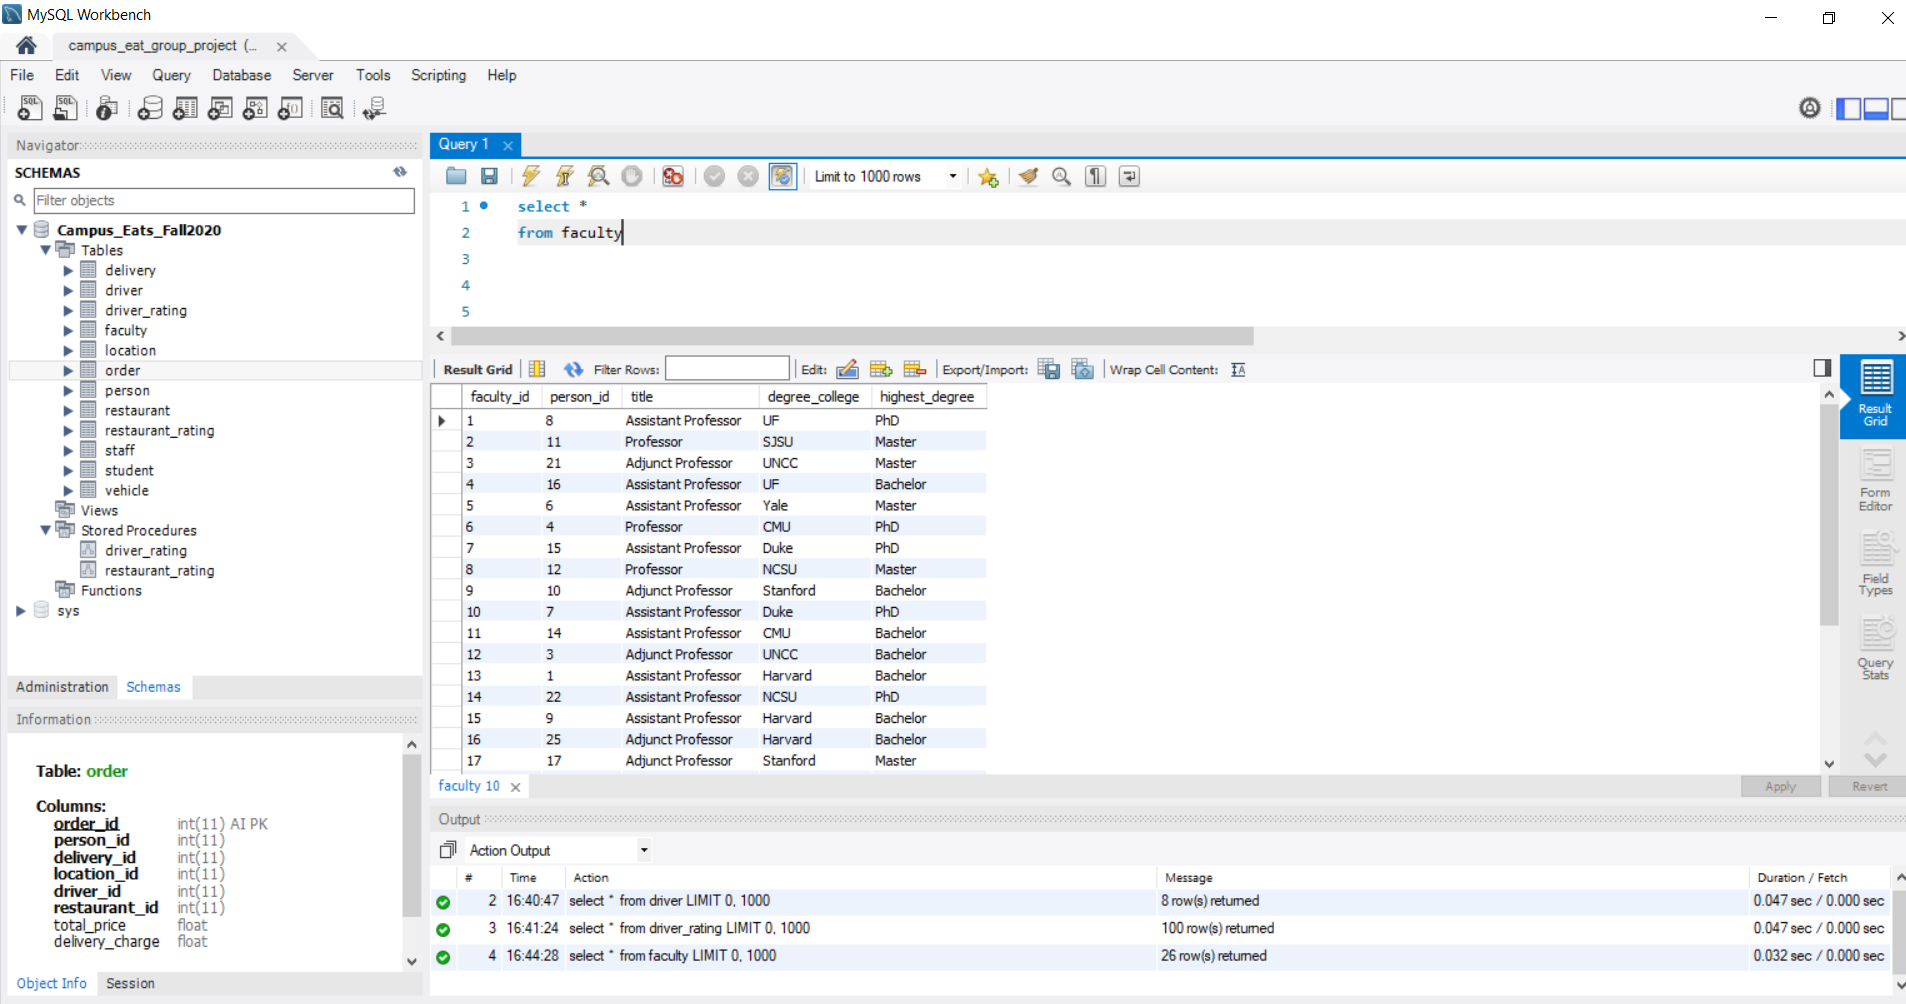 MySQL Workbench
campus_eat_group_project (...
File Edit View Query Database Server Tools Scripting Help
Navigator
SCHEMAS
Filter objects
Campus_Eats_Fall2020
Tables
delivery
driver
driver_rating
faculty
location
order
person
restaurant
restaurant_rating
staff
student
vehicle
Views
Stored Procedures
driver_rating
restaurant_rating
Functions
sys
Administration Schemas
Information
Table: order
Columns:
order_id int(11) AI PK
person_id int(11)
delivery_id int(11)
location_id int(11)
driver_id int(11)
restaurant_id int(11)
total_price float
delivery_charge float
Object Info Session
Query 1
Limit to 1000 rows
1 select *
2 from faculty
3
4
5
Result Grid Filter Rows: Edit: Export/Import: Wrap Cell Content:
faculty_id person_id title degree_college highest_degree
1 8 Assistant Professor UF PhD
2 11 Professor SJSU Master
3 21 Adjunct Professor UNCC Master
4 16 Assistant Professor UF Bachelor
5 6 Assistant Professor Yale Master
6 4 Professor CMU PhD
7 15 Assistant Professor Duke PhD
8 12 Professor NCSU Master
9 10 Adjunct Professor Stanford Bachelor
10 7 Assistant Professor Duke PhD
11 14 Assistant Professor CMU Bachelor
12 3 Adjunct Professor UNCC Bachelor
13 1 Assistant Professor Harvard Bachelor
14 22 Assistant Professor NCSU PhD
15 9 Assistant Professor Harvard Bachelor
16 25 Adjunct Professor Harvard Bachelor
17 17 Adjunct Professor Stanford Master
Result
Grid
Form
Editor
Field
Types
Query
Stats
faculty 10
Apply Revert
Output
Action Output
# Time Action Message Duration / Fetch
2 16:40:47 select * from driver LIMIT 0, 1000 8 row(s) returned 0.047 sec / 0.000 sec
3 16:41:24 select * from driver_rating LIMIT 0, 1000 100 row(s) returned 0.047 sec / 0.000 sec
4 16:44:28 select * from faculty LIMIT 0, 1000 26 row(s) returned 0.032 sec / 0.000 sec